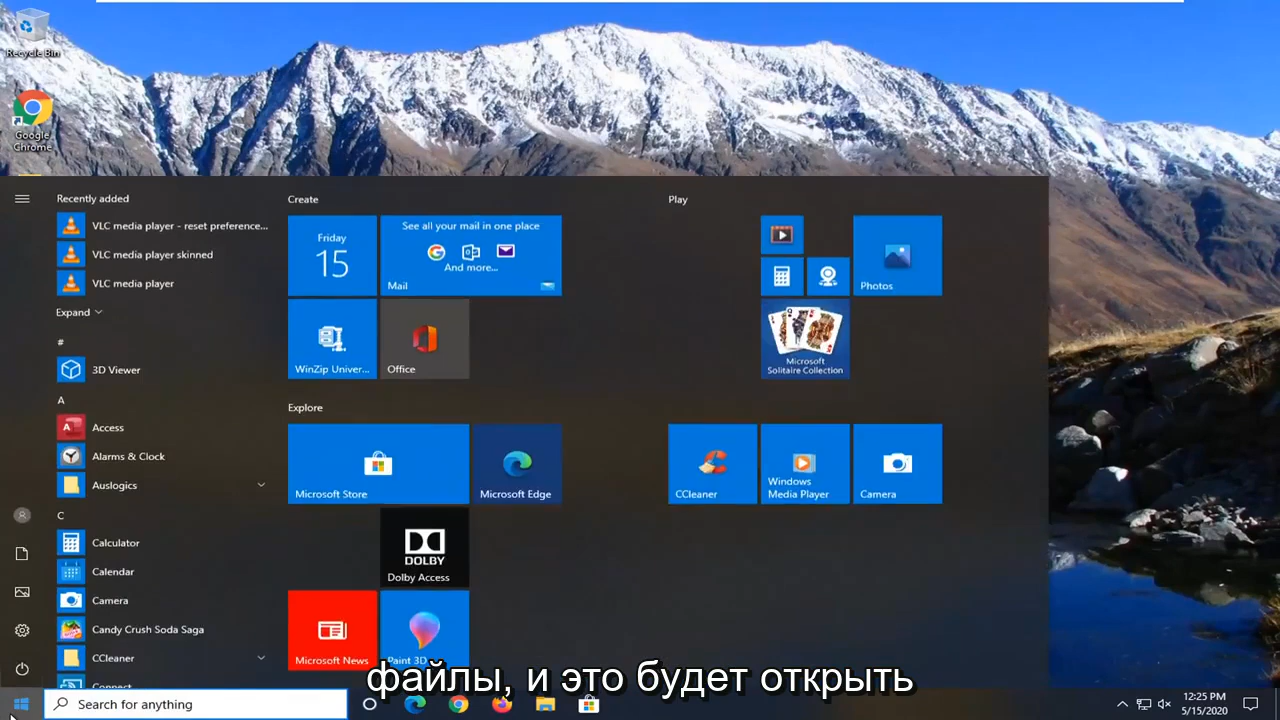 Recycle Bin
Google
Chrome
Recently added
VLC media player - reset preference...
VLC media player skinned
VLC media player
Expand
#
3D Viewer
A
Access
Alarms & Clock
Auslogics
C
Calculator
Calendar
Camera
Candy Crush Soda Saga
CCleaner
Connect
Create
Friday
15
See all your mail in one place
And more...
Mail
WinZip Univer...
Office
Explore
Microsoft Store
Microsoft Edge
DOLBY
Dolby Access
Microsoft News
Paint 3D
Play
Photos
Microsoft
Solitaire Collection
CCleaner
Windows
Media Player
Camera
файлы, и это будет открыть
Search for anything
12:25 PM
5/15/2020